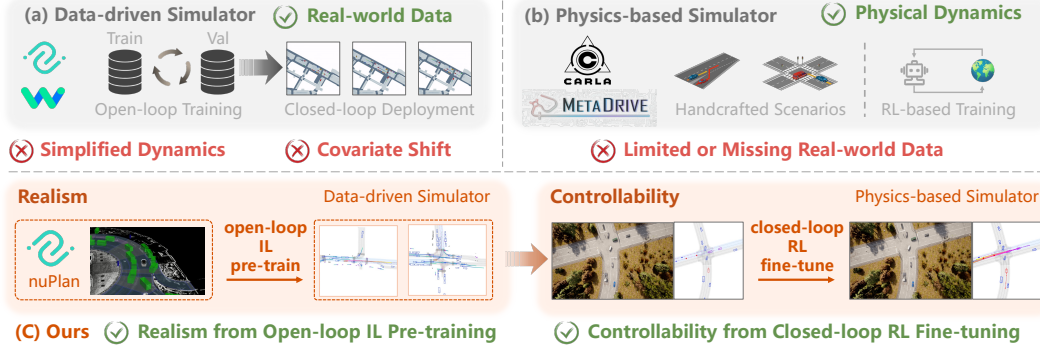 (a) Data-driven Simulator
Real-world Data
Train
Val
Open-loop Training
Closed-loop Deployment
Simplified Dynamics
Covariate Shift
(b) Physics-based Simulator
Physical Dynamics
CARLA
METADRIVE
Handcrafted Scenarios
RL-based Training
Limited or Missing Real-world Data
Realism
Data-driven Simulator
nuPlan
open-loop
IL
pre-train
Controllability
Physics-based Simulator
closed-loop
RL
fine-tune
(C) Ours
Realism from Open-loop IL Pre-training
Controllability from Closed-loop RL Fine-tuning